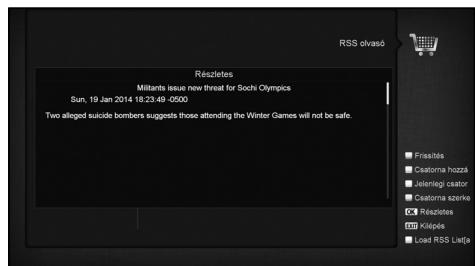 RSS olvasó
Részletes
Militants issue new threat for Sochi Olympics
Sun, 19 Jan 2014 18:23:49 -0500
Two alleged suicide bombers suggests those attending the Winter Games will not be safe.
Frissítés
Csatorna hozzá
Jelenlegi csator
Csatorna szerke
OK Részletes
EXIT Kilépés
Load RSS List[a